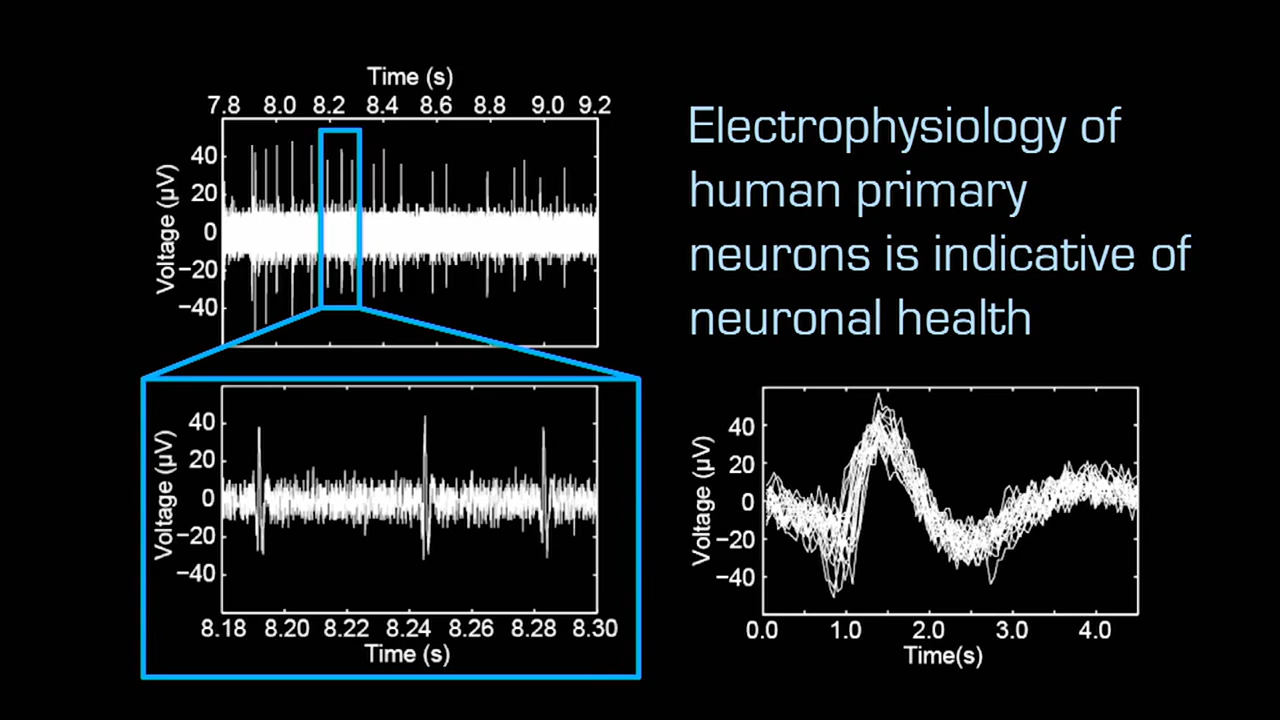 Time (s)
7.8 8.0 8.2 8.4 8.6 8.8 9.0 9.2
Voltage (µV)
40
20
0
−20
−40
Electrophysiology of
human primary
neurons is indicative of
neuronal health
Voltage (µV)
40
20
0
−20
−40
8.18 8.20 8.22 8.24 8.26 8.28 8.30
Time (s)
Voltage (µV)
40
20
0
−20
−40
0.0 1.0 2.0 3.0 4.0
Time(s)